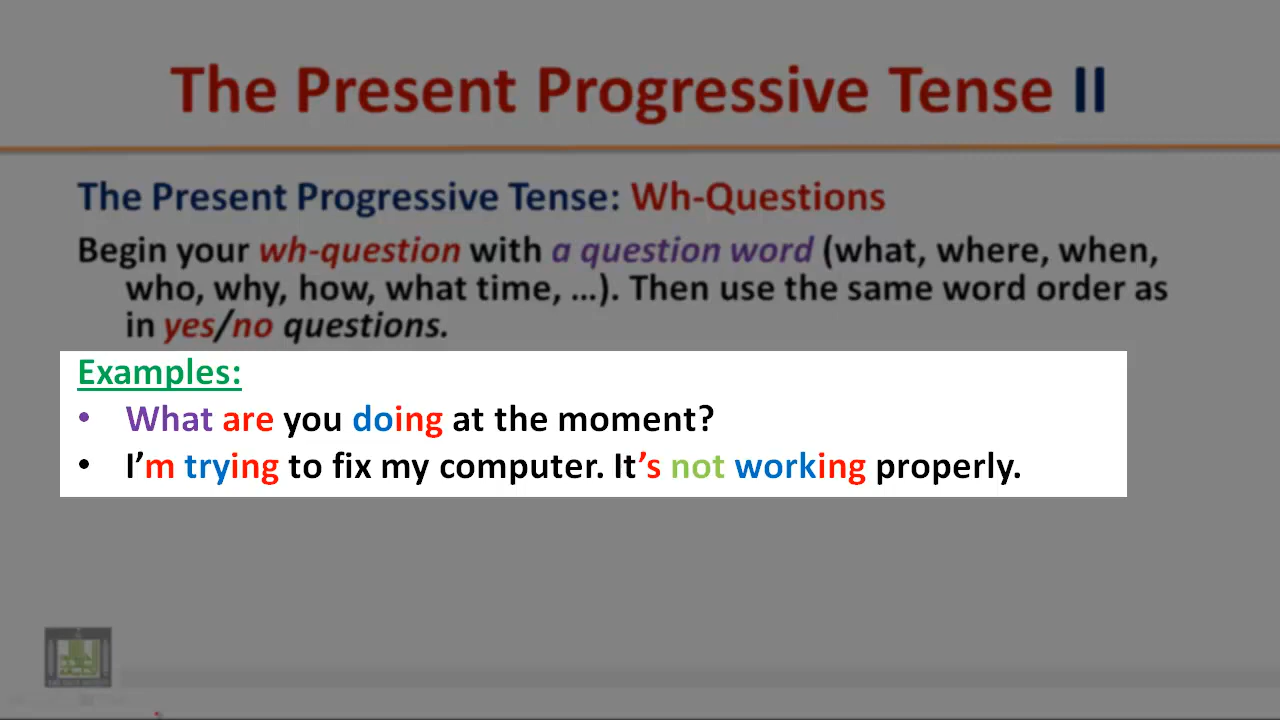 The Present Progressive Tense II
The Present Progressive Tense: Wh-Questions
Begin your wh-question with a question word (what, where, when,
who, why, how, what time, ...). Then use the same word order as
in yes/no questions.
Examples:
• What are you doing at the moment?
• I’m trying to fix my computer. It’s not working properly.